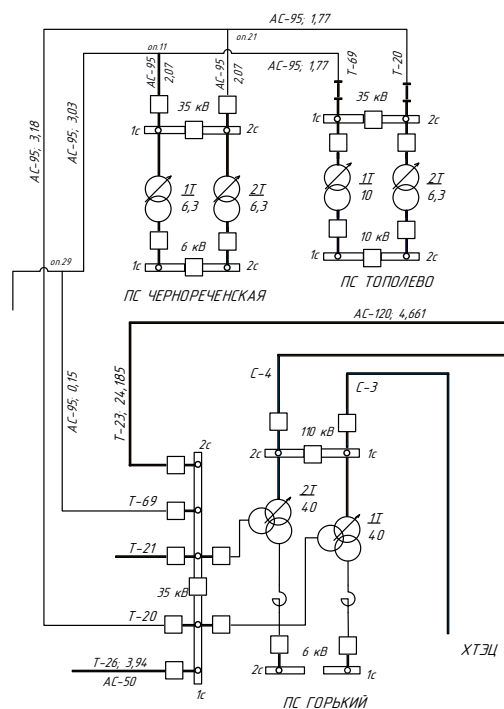 АС-95; 1,77
оп.21
оп.11
АС-95
2,07
АС-95
2,07
АС-95; 1,77
Т-69
Т-20
35 кВ
1с
2с
35 кВ
1с
2с
АС-95; 3,18
АС-95; 3,03
1Т
6,3
2Т
6,3
1Т
10
2Т
6,3
6 кВ
1с
2с
10 кВ
1с
2с
оп.29
ПС ЧЕРНОРЕЧЕНСКАЯ
ПС ТОПОЛЕВО
АС-120; 4,661
АС-95; 0,15
Т-23; 24,185
С-4
С-3
2с
110 кВ
2с
1с
Т-69
2Т
40
1Т
40
Т-21
35 кВ
Т-20
6 кВ
ХТЭЦ
Т-26; 3,94
АС-50
1с
2с
1с
ПС ГОРЬКИЙ